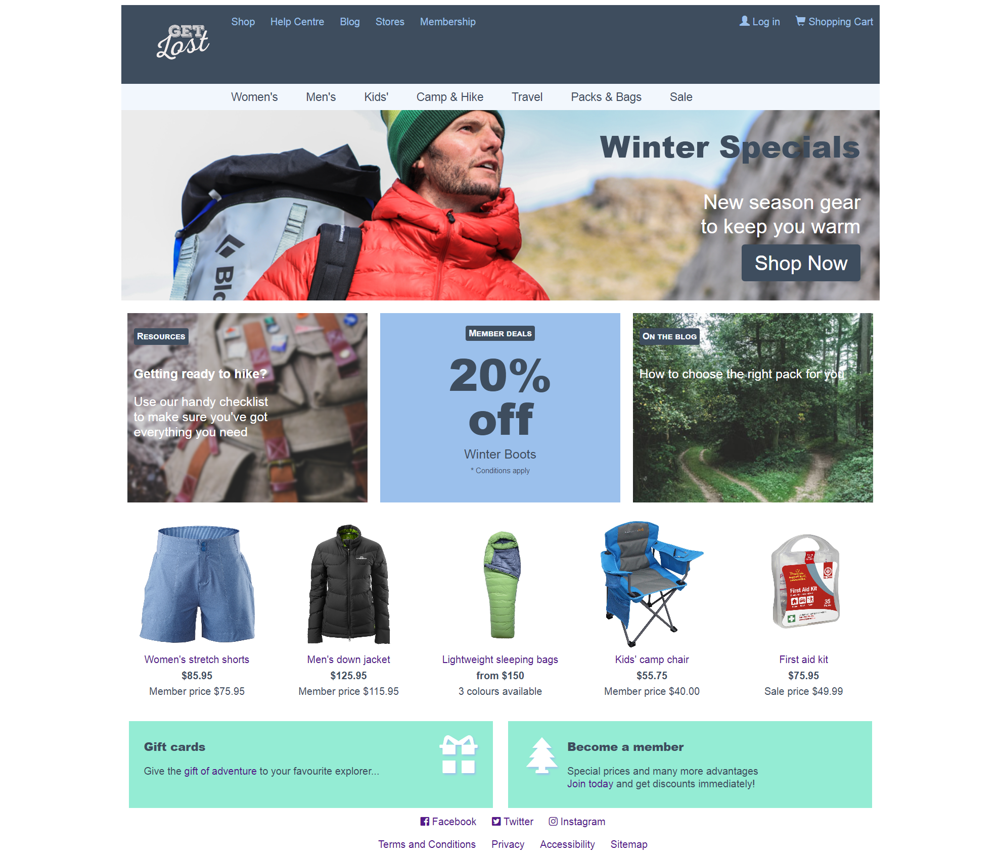 GET
Lost
Shop Help Centre Blog Stores Membership
Log in Shopping Cart
Women's Men's Kids' Camp & Hike Travel Packs & Bags Sale
Winter Specials
New season gear
to keep you warm
Shop Now
Blo
RESOURCES
Getting ready to hike?
Use our handy checklist
to make sure you've got
everything you need
MEMBER DEALS
20%
off
Winter Boots
* Conditions apply
ON THE BLOG
How to choose the right pack for you
First Aid Kit
35
Women's stretch shorts
$85.95
Member price $75.95
Men's down jacket
$125.95
Member price $115.95
Lightweight sleeping bags
from $150
3 colours available
Kids' camp chair
$55.75
Member price $40.00
First aid kit
$75.95
Sale price $49.99
Gift cards
Give the gift of adventure to your favourite explorer...
Become a member
Special prices and many more advantages
Join today and get discounts immediately!
Facebook Twitter Instagram
Terms and Conditions Privacy Accessibility Sitemap